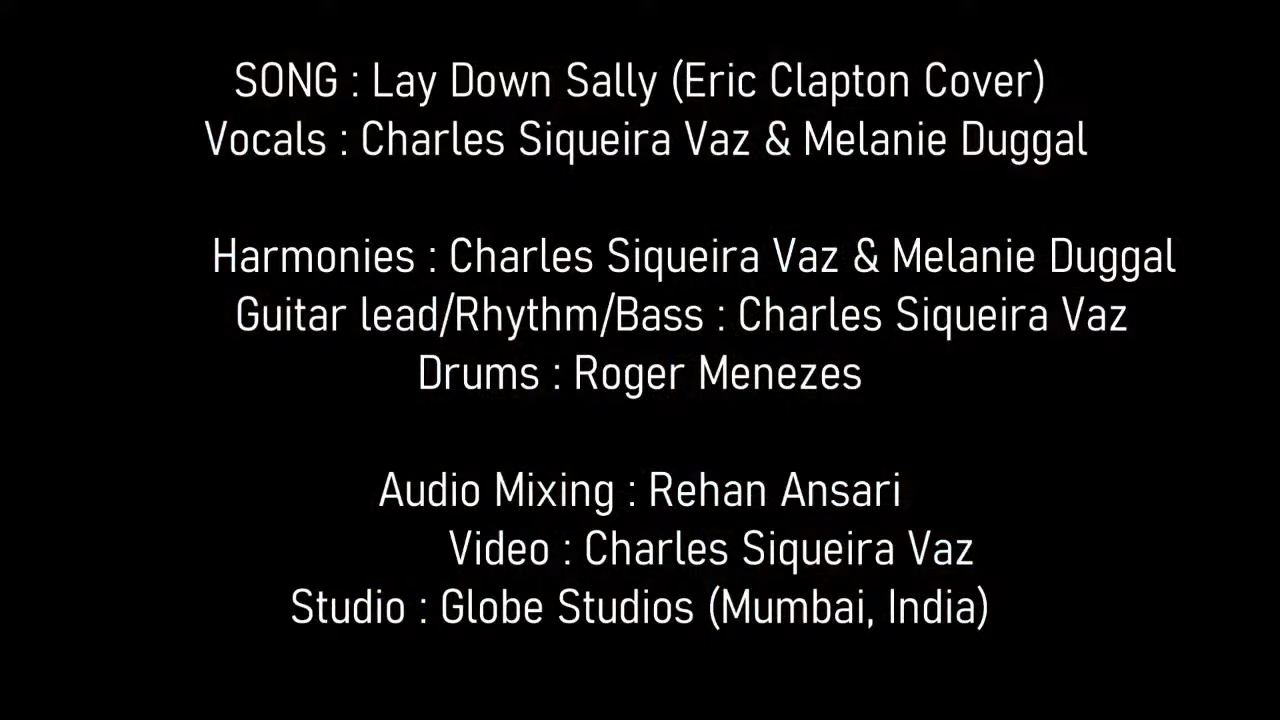 SONG : Lay Down Sally (Eric Clapton Cover)
Vocals : Charles Siqueira Vaz & Melanie Duggal
Harmonies : Charles Siqueira Vaz & Melanie Duggal
Guitar lead/Rhythm/Bass : Charles Siqueira Vaz
Drums : Roger Menezes
Audio Mixing : Rehan Ansari
Video : Charles Siqueira Vaz
Studio : Globe Studios (Mumbai, India)